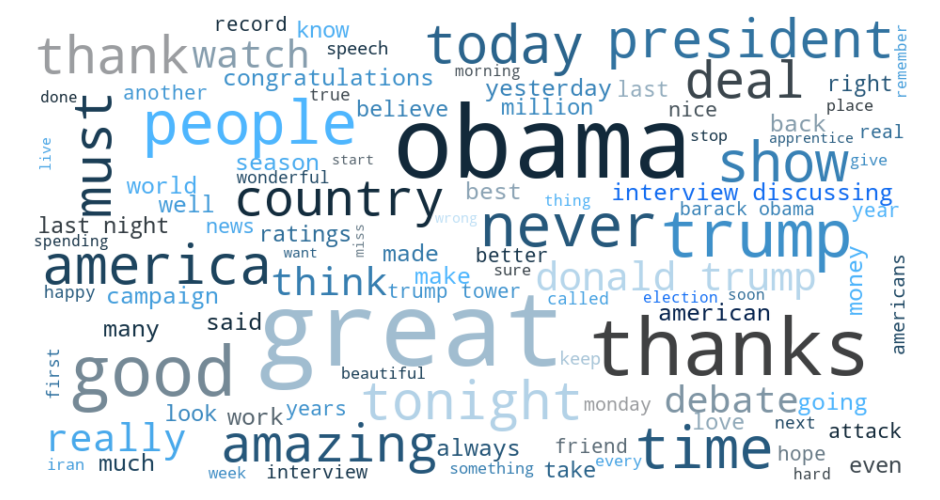 record
know
thank
watch
speech
today
president
remember
congratulations
morning
deal
right
done
another
true
yesterday
last
must
people
believe
million
nice
place
obama
back
stop
apprentice
real
live
season
start
show
give
wonderful
world
country
best
interview discussing
well
thing
barack obama
year
last night
news
ratings
wrong
never
trump
spending
miss
want
made
better
america
think
make
sure
donald trump
money
americans
happy
campaign
trump tower
called
election
soon
many
said
great
american
thanks
first
good
beautiful
keep
tonight
monday
debate
going
look
work
years
love
next
attack
really
amazing
always
friend
time
hope
iran
much
week
interview
something
take
every
hard
even